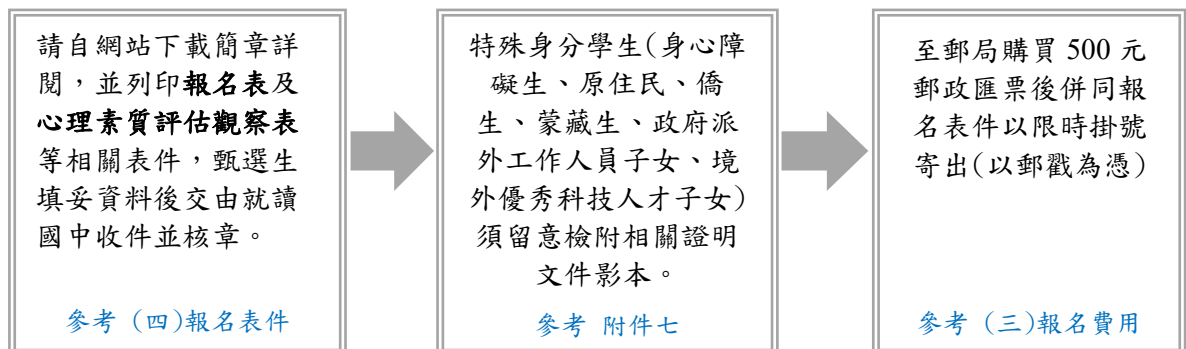 請自網站下載簡章詳
閱，並列印報名表及
心理素質評估觀察表
等相關表件，甄選生
填妥資料後交由就讀
國中收件並核章。
參考 (四)報名表件
特殊身分學生(身心障
礙生、原住民、僑
生、蒙藏生、政府派
外工作人員子女、境
外優秀科技人才子女)
須留意檢附相關證明
文件影本。
參考 附件七
至郵局購買 500 元
郵政匯票後併同報
名表件以限時掛號
寄出(以郵戳為憑)
參考 (三)報名費用